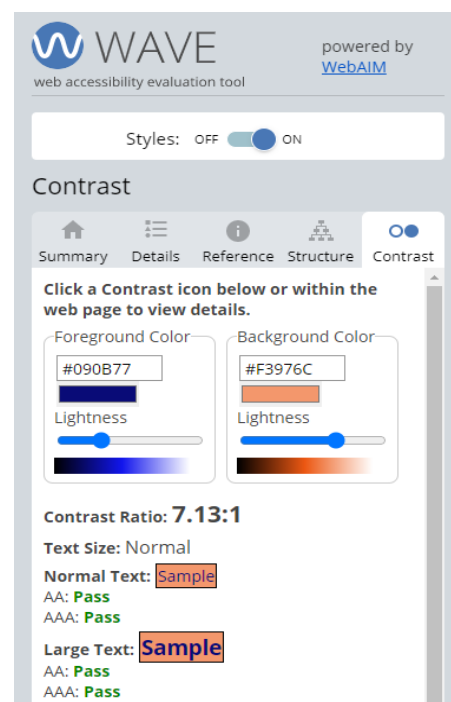 WAVE
web accessibility evaluation tool
powered by
WebAIM
Styles: OFF ON
Contrast
Summary Details Reference Structure Contrast
Click a Contrast icon below or within the
web page to view details.
Foreground Color
#090B77
Lightness
Background Color
#F3976C
Lightness
Contrast Ratio: 7.13:1
Text Size: Normal
Normal Text: Sample
AA: Pass
AAA: Pass
Large Text: Sample
AA: Pass
AAA: Pass